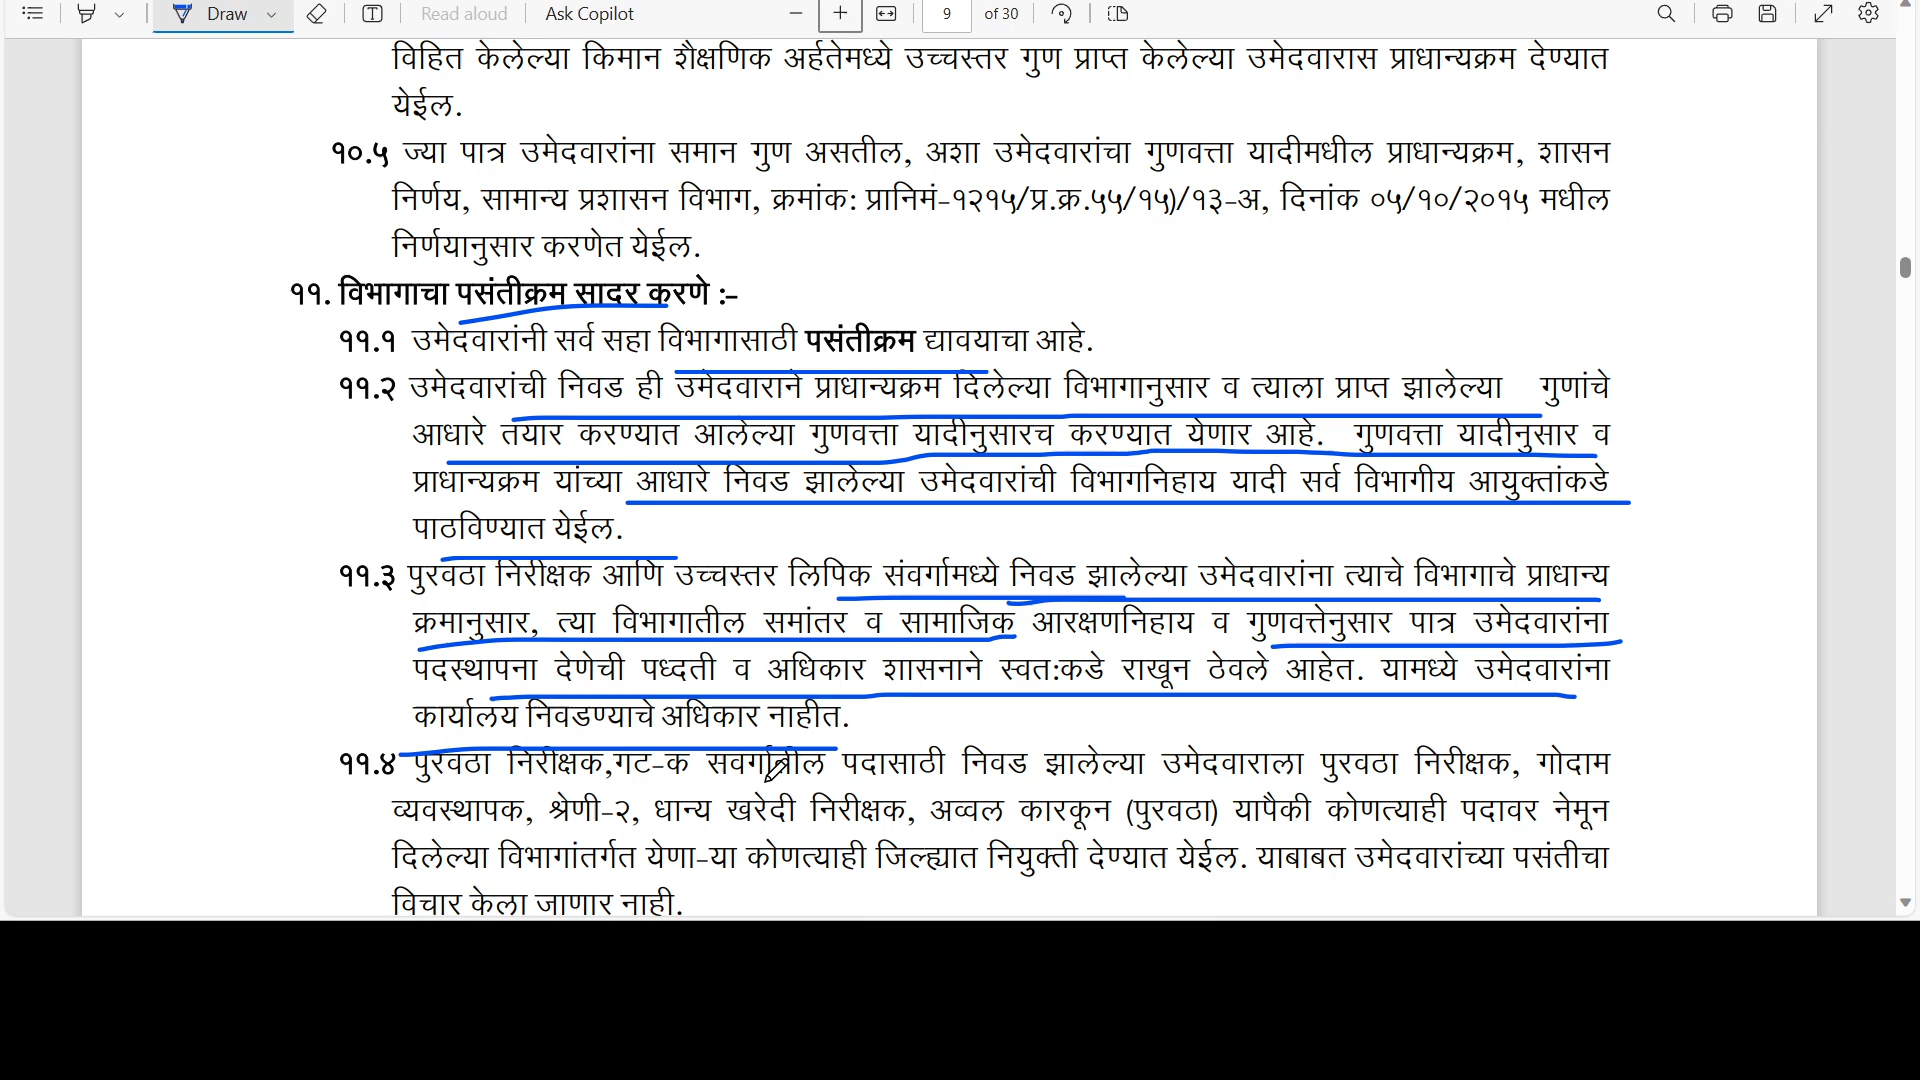 Draw Read aloud Ask Copilot 9 of 30
विहित केलेल्या किमान शैक्षणिक अर्हतेमध्ये उच्चस्तर गुण प्राप्त केलेल्या उमेदवारास प्राधान्यक्रम देण्यात
येईल.
१०.५ ज्या पात्र उमेदवारांना समान गुण असतील, अशा उमेदवारांचा गुणवत्ता यादीमधील प्राधान्यक्रम, शासन
निर्णय, सामान्य प्रशासन विभाग, क्रमांक: प्रानिमं-१२१५/प्र.क्र.५५/१५)/१३-अ, दिनांक ०५/१०/२०१५ मधील
निर्णयानुसार करणेत येईल.
११. विभागाचा पसंतीक्रम सादर करणे :-
११.१ उमेदवारांनी सर्व सहा विभागासाठी पसंतीक्रम द्यावयाचा आहे.
११.२ उमेदवारांची निवड ही उमेदवाराने प्राधान्यक्रम दिलेल्या विभागानुसार व त्याला प्राप्त झालेल्या गुणांचे
आधारे तयार करण्यात आलेल्या गुणवत्ता यादीनुसारच करण्यात येणार आहे. गुणवत्ता यादीनुसार व
प्राधान्यक्रम यांच्या आधारे निवड झालेल्या उमेदवारांची विभागनिहाय यादी सर्व विभागीय आयुक्तांकडे
पाठविण्यात येईल.
११.३ पुरवठा निरीक्षक आणि उच्चस्तर लिपिक संवर्गामध्ये निवड झालेल्या उमेदवारांना त्याचे विभागाचे प्राधान्य
क्रमानुसार, त्या विभागातील समांतर व सामाजिक आरक्षणनिहाय व गुणवत्तेनुसार पात्र उमेदवारांना
पदस्थापना देणेची पध्दती व अधिकार शासनाने स्वत:कडे राखून ठेवले आहेत. यामध्ये उमेदवारांना
कार्यालय निवडण्याचे अधिकार नाहीत.
११.४ पुरवठा निरीक्षक,गट-क संवर्गातील पदासाठी निवड झालेल्या उमेदवाराला पुरवठा निरीक्षक, गोदाम
व्यवस्थापक, श्रेणी-२, धान्य खरेदी निरीक्षक, अव्वल कारकून (पुरवठा) यापैकी कोणत्याही पदावर नेमून
दिलेल्या विभागांतर्गत येणा-या कोणत्याही जिल्ह्यात नियुक्ती देण्यात येईल. याबाबत उमेदवारांच्या पसंतीचा
विचार केला जाणार नाही.